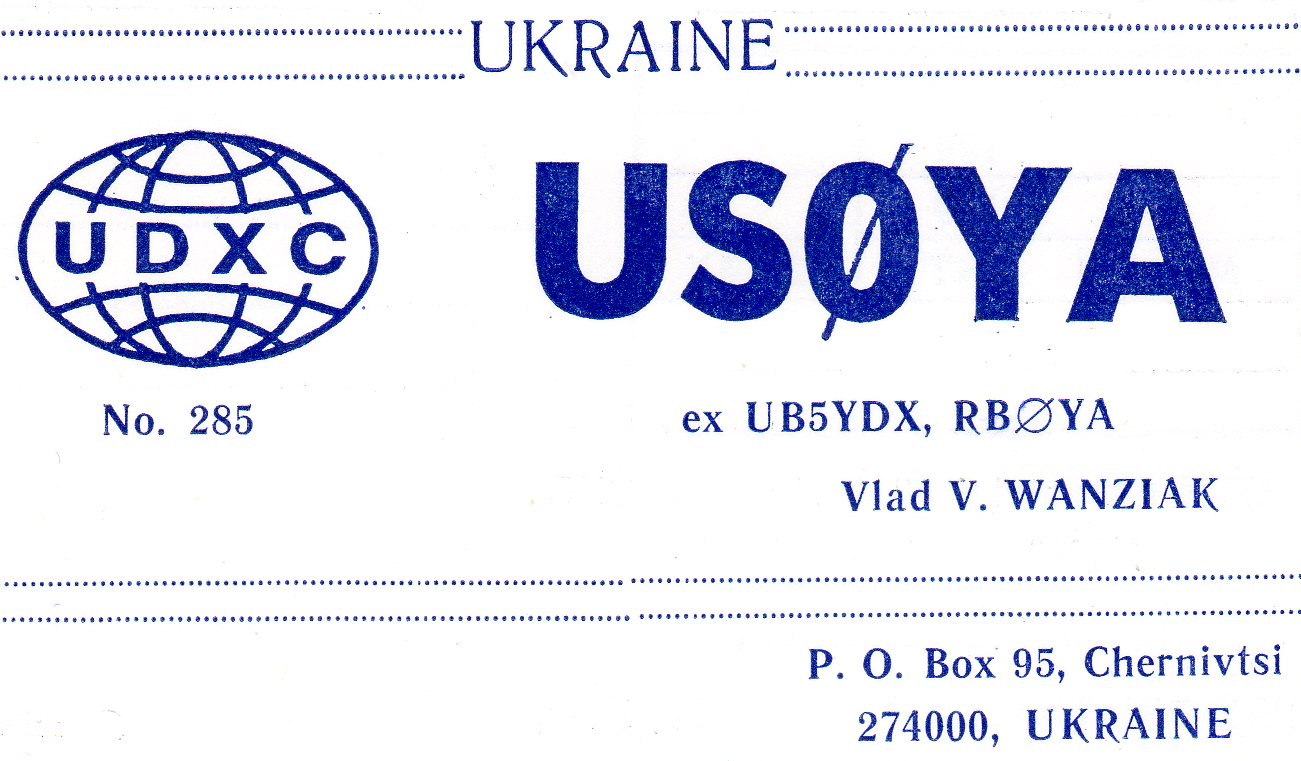 UKRAINE
UDXC
USØYA
No. 285
ex UB5YDX, RBØYA
Vlad V. WANZIAK
P. O. Box 95, Chernivtsi
274000, UKRAINE